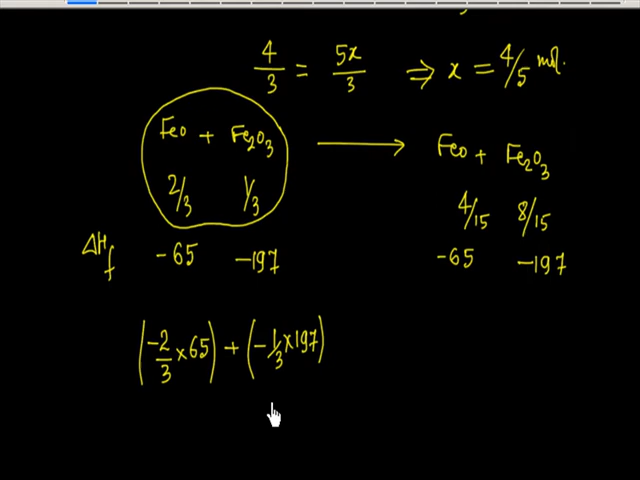 4/3 = 5x/3 ⇒ x = 4/5 mol.
FeO + Fe₂O₃ ⟶ FeO + Fe₂O₃
2/3 1/3 4/15 8/15
ΔHf -65 -197 -65 -197
(-2/3 × 65) + (-1/3 × 197)